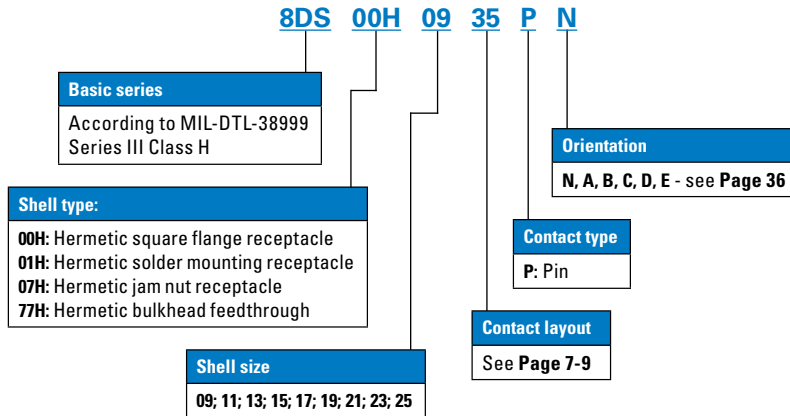 8DS 00H 09 35 P N
Basic series
According to MIL-DTL-38999
Series III Class H
Orientation
N, A, B, C, D, E - see Page 36
Shell type:
00H: Hermetic square flange receptacle
01H: Hermetic solder mounting receptacle
07H: Hermetic jam nut receptacle
77H: Hermetic bulkhead feedthrough
Contact type
P: Pin
Contact layout
See Page 7-9
Shell size
09; 11; 13; 15; 17; 19; 21; 23; 25